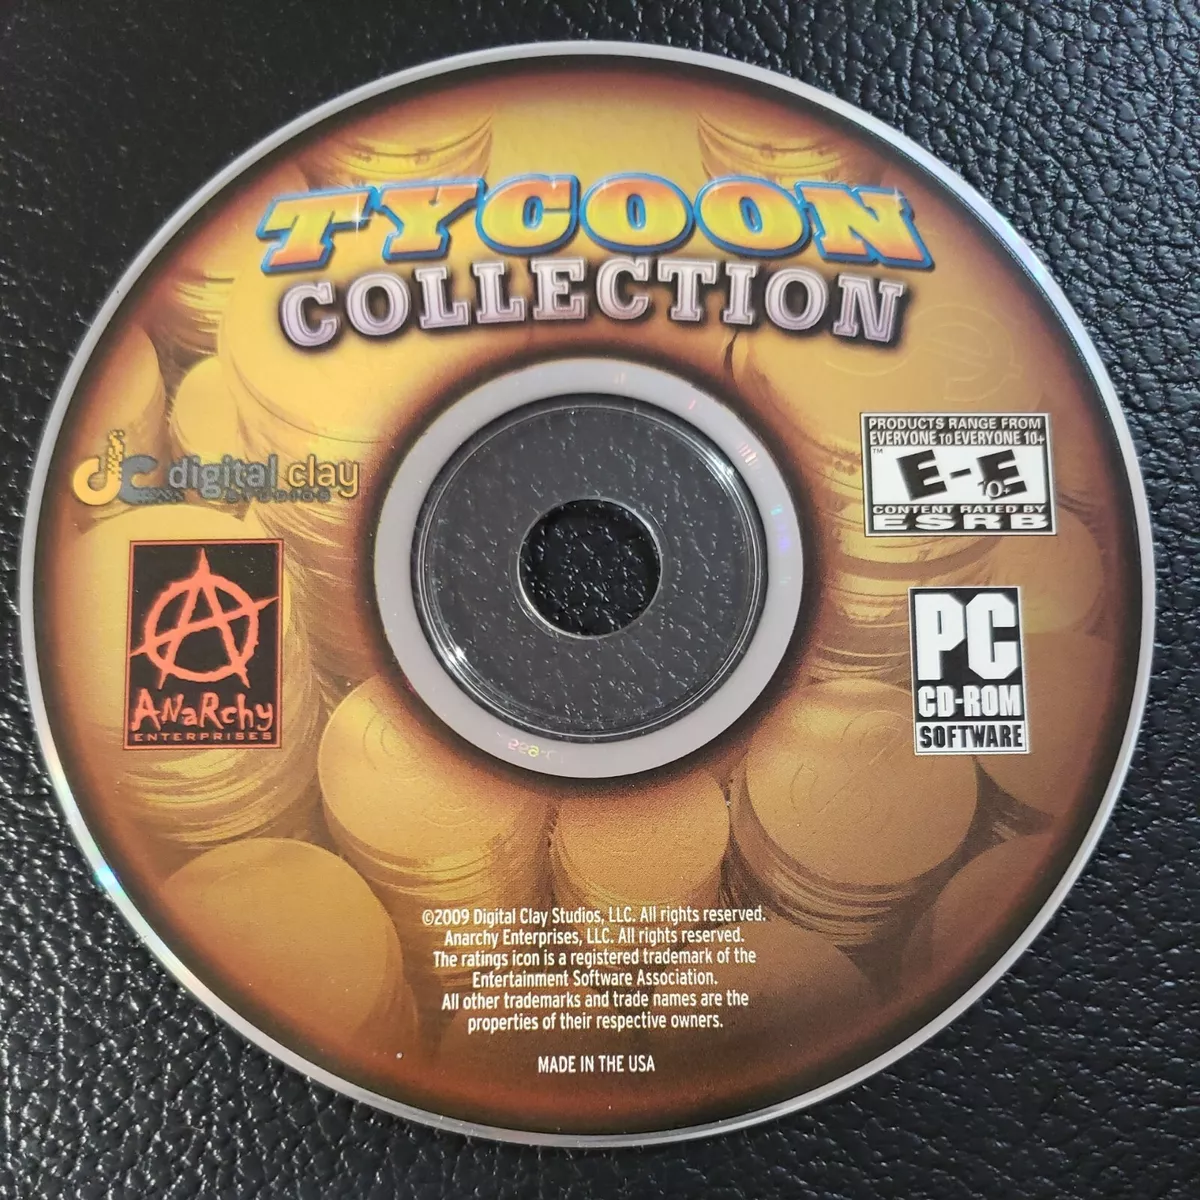 TYCOON
COLLECTION
PRODUCTS RANGE FROM
EVERYONE TO EVERYONE 10+
™
E-E
10+
CONTENT RATED BY
ESRB
dc digital clay
STUDIOS
A
ANaRchy
ENTERPRISES
PC
CD-ROM
SOFTWARE
©2009 Digital Clay Studios, LLC. All rights reserved.
Anarchy Enterprises, LLC. All rights reserved.
The ratings icon is a registered trademark of the
Entertainment Software Association.
All other trademarks and trade names are the
properties of their respective owners.
MADE IN THE USA